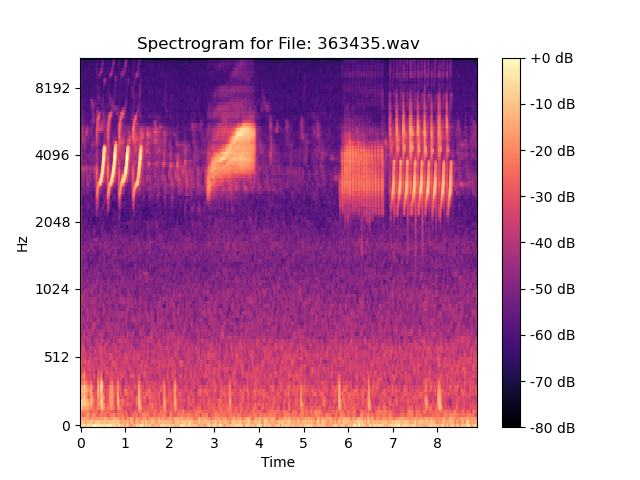 Spectrogram for File: 363435.wav
8192
4096
2048
1024
512
0
Hz
0 1 2 3 4 5 6 7 8
Time
+0 dB
-10 dB
-20 dB
-30 dB
-40 dB
-50 dB
-60 dB
-70 dB
-80 dB